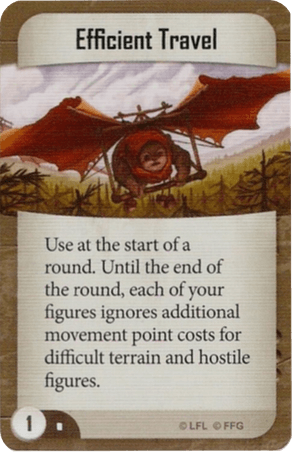 Efficient Travel
Use at the start of a
round. Until the end of
the round, each of your
figures ignores additional
movement point costs for
difficult terrain and hostile
figures.
1
© LFL © FFG